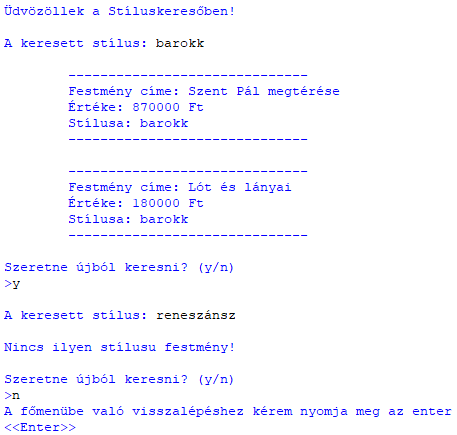 Üdvözöllek a Stíluskeresőben!
A keresett stílus: barokk
------------------------------
Festmény címe: Szent Pál megtérése
Értéke: 870000 Ft
Stílusa: barokk
------------------------------
------------------------------
Festmény címe: Lót és lányai
Értéke: 180000 Ft
Stílusa: barokk
------------------------------
Szeretne újból keresni? (y/n)
>y
A keresett stílus: reneszánsz
Nincs ilyen stílusu festmény!
Szeretne újból keresni? (y/n)
>n
A főmenübe való visszalépéshez kérem nyomja meg az enter
<<Enter>>